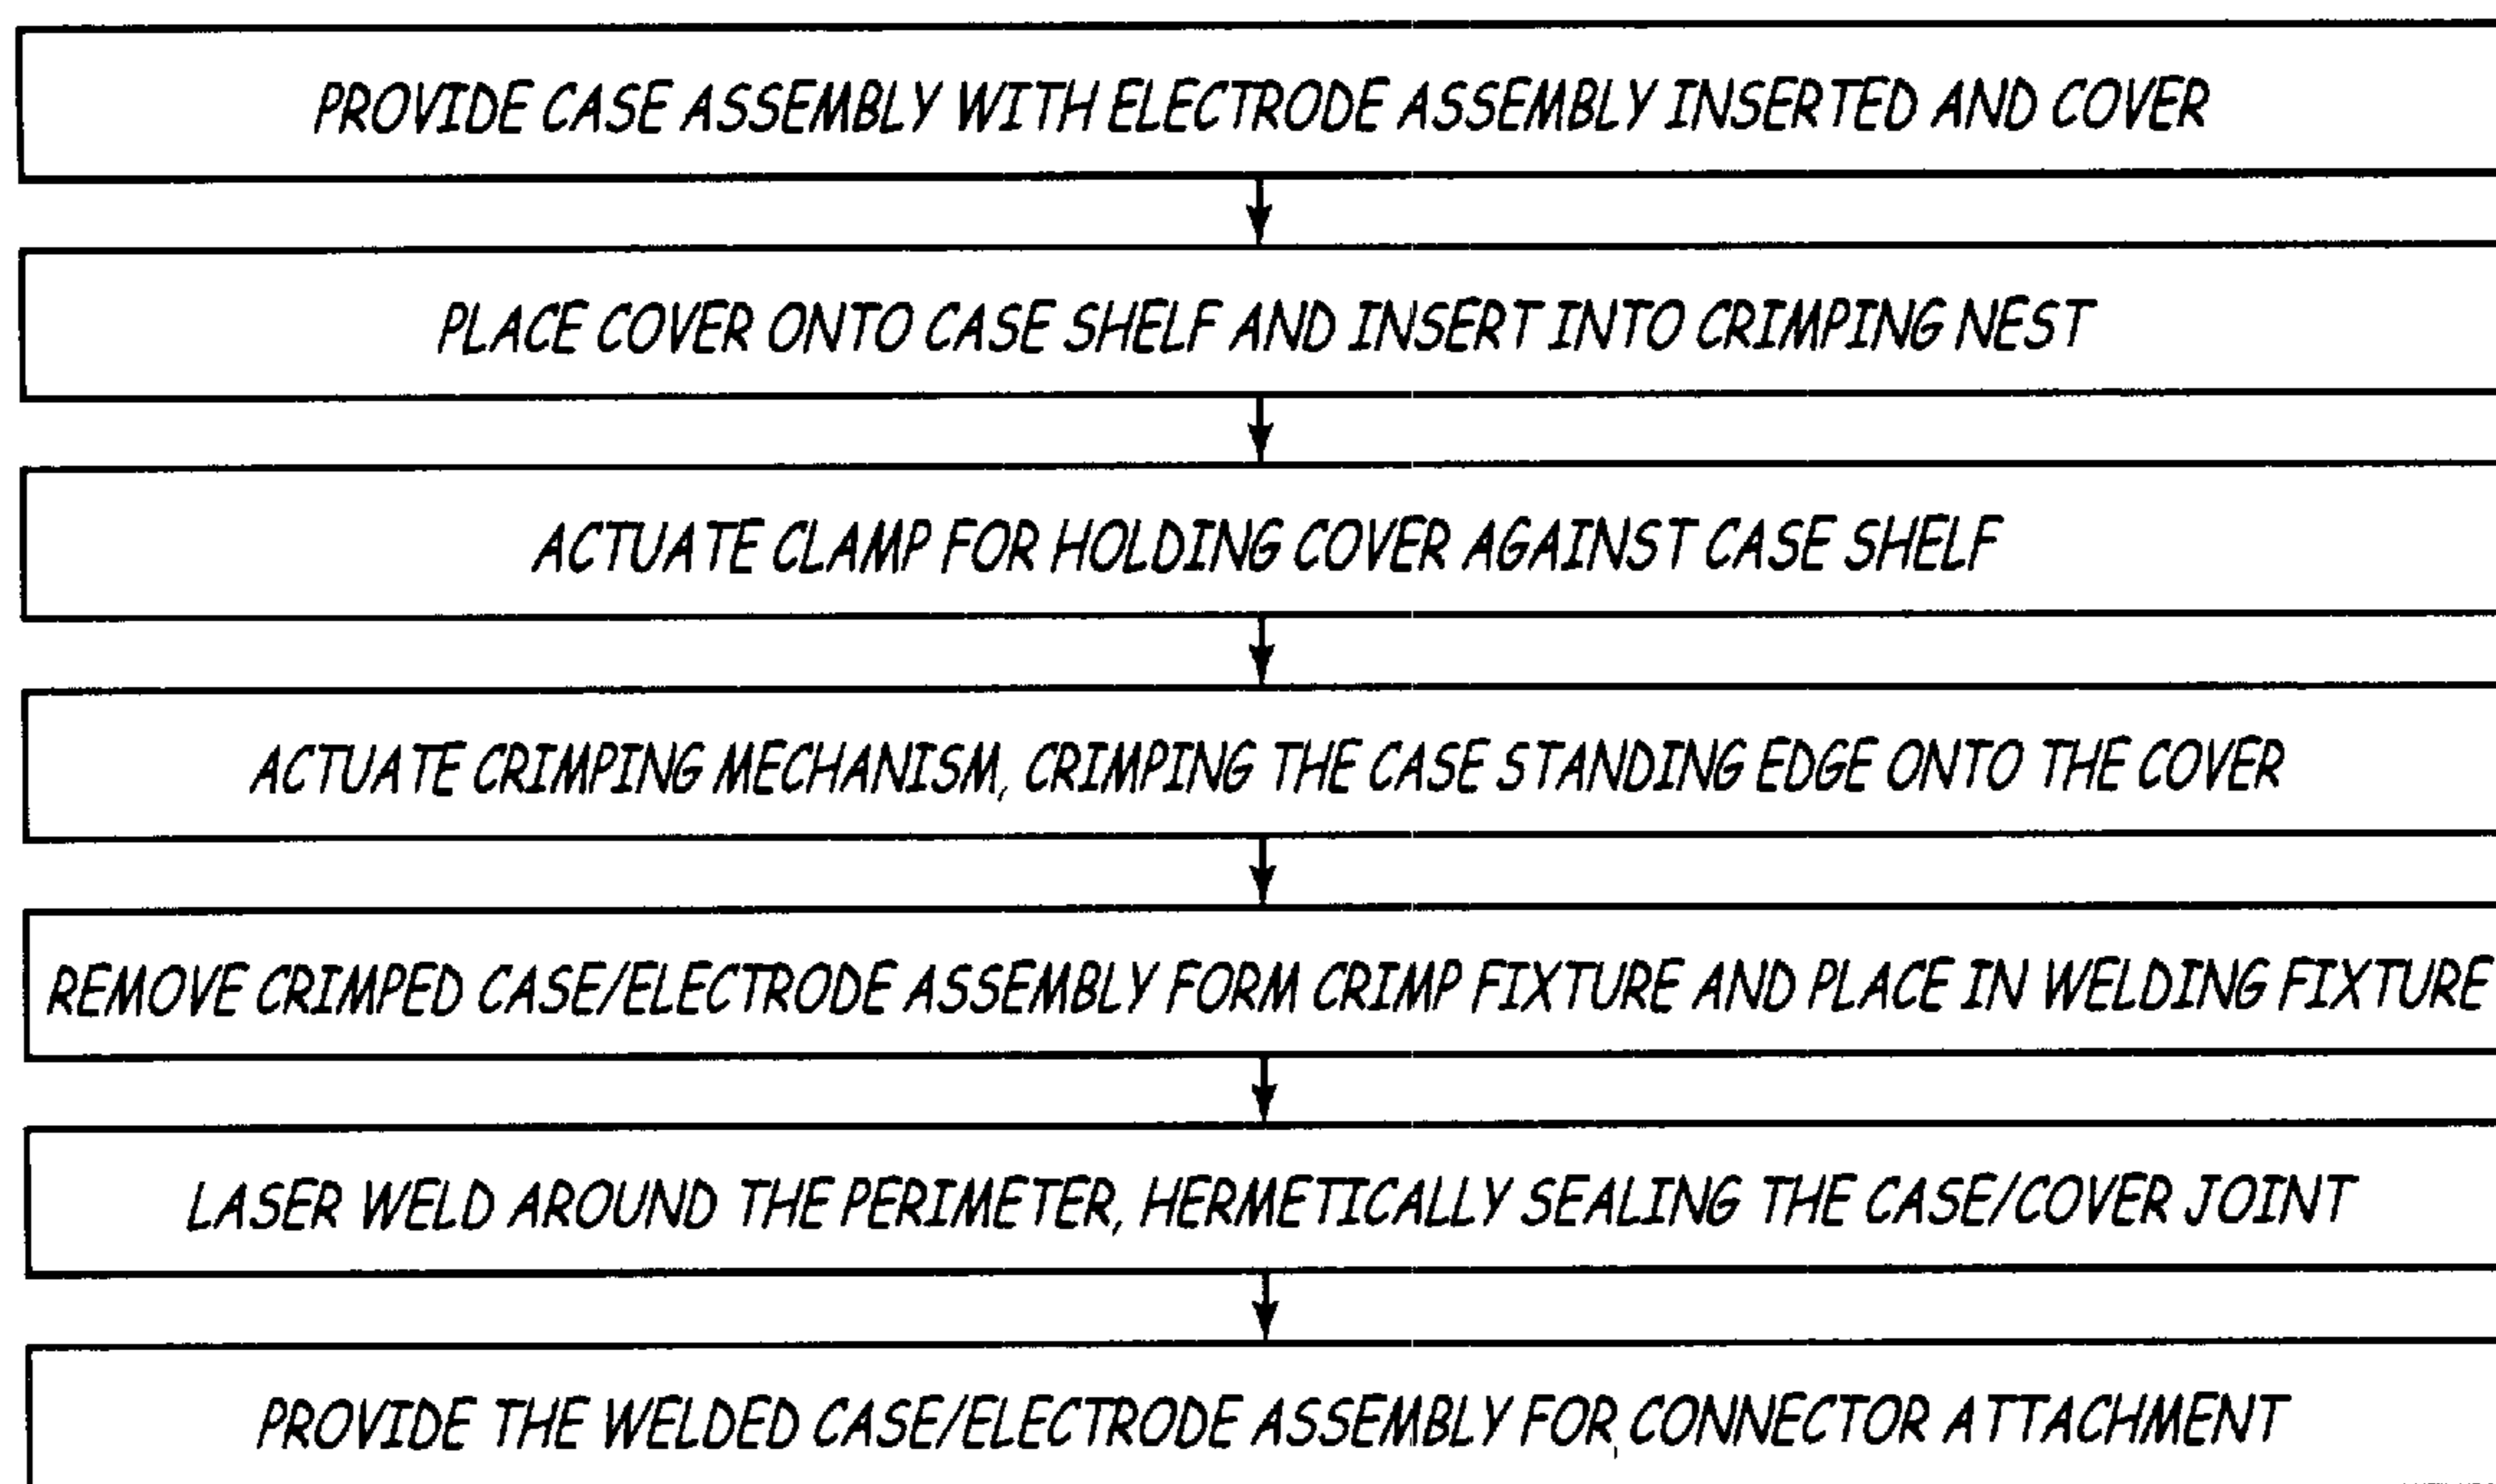 PROVIDE CASE ASSEMBLY WITH ELECTRODE ASSEMBLY INSERTED AND COVER
PLACE COVER ONTO CASE SHELF AND INSERT INTO CRIMPING NEST
ACTUATE CLAMP FOR HOLDING COVER AGAINST CASE SHELF
ACTUATE CRIMPING MECHANISM, CRIMPING THE CASE STANDING EDGE ONTO THE COVER
REMOVE CRIMPED CASE/ELECTRODE ASSEMBLY FORM CRIMP FIXTURE AND PLACE IN WELDING FIXTURE
LASER WELD AROUND THE PERIMETER, HERMETICALLY SEALING THE CASE/COVER JOINT
PROVIDE THE WELDED CASE/ELECTRODE ASSEMBLY FOR CONNECTOR ATTACHMENT